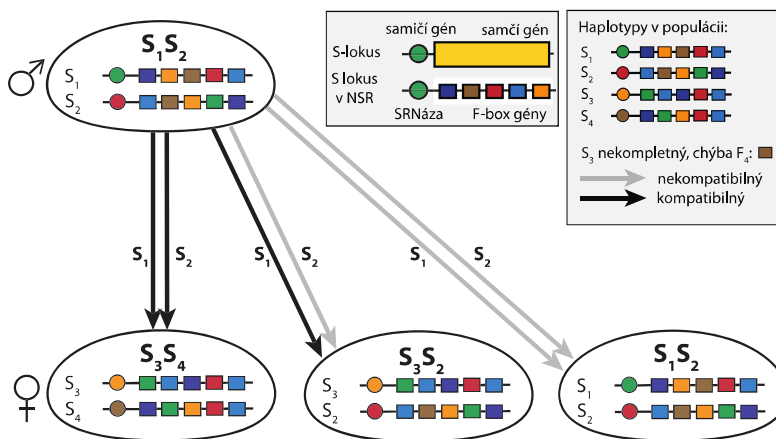 S₁S₂
S₁
S₂
samičí gén samčí gén
S-lokus
S lokus
v NSR
SRNáza F-box gény
Haplotypy v populácii:
S₁
S₂
S₃
S₄
S₃ nekompletný, chýba F₄:
nekompatibilný
kompatibilný
S₁ S₂ S₁ S₂ S₁ S₂
S₃S₄
S₃
S₄
S₃S₂
S₃
S₂
S₁S₂
S₁
S₂